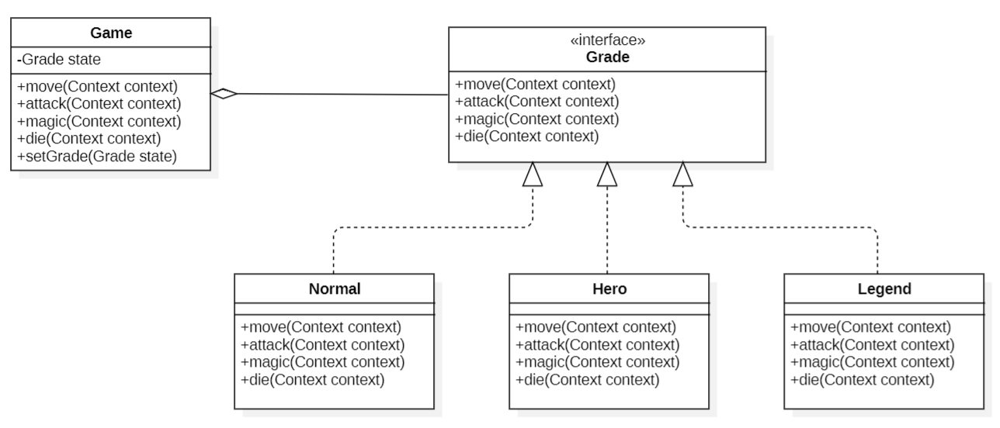 Game
-Grade state
+move(Context context)
+attack(Context context)
+magic(Context context)
+die(Context context)
+setGrade(Grade state)
«interface»
Grade
+move(Context context)
+attack(Context context)
+magic(Context context)
+die(Context context)
Normal
+move(Context context)
+attack(Context context)
+magic(Context context)
+die(Context context)
Hero
+move(Context context)
+attack(Context context)
+magic(Context context)
+die(Context context)
Legend
+move(Context context)
+attack(Context context)
+magic(Context context)
+die(Context context)